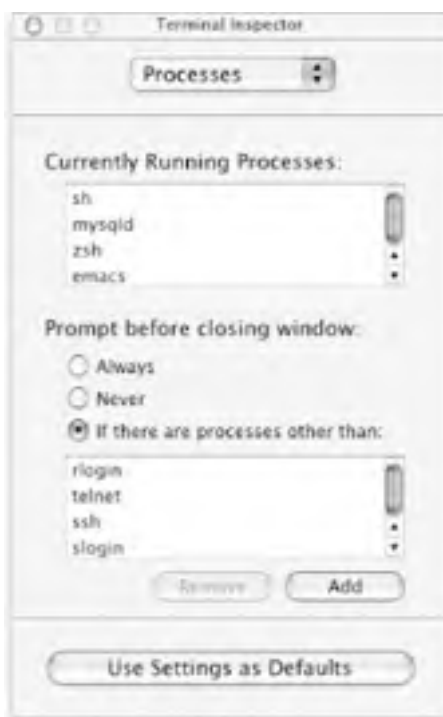 Terminal Inspector
Processes
Currently Running Processes:
sh
mysqld
zsh
emacs
Prompt before closing window:
Always
Never
If there are processes other than:
rlogin
telnet
ssh
slogin
Remove Add
Use Settings as Defaults